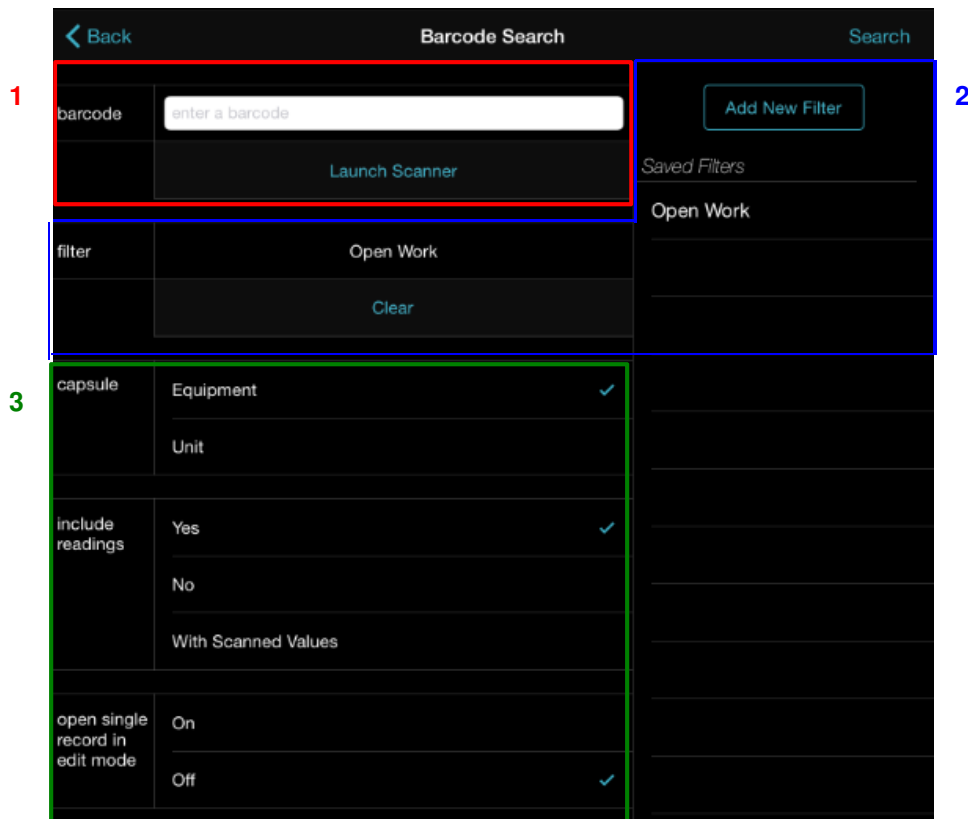 Back
Barcode Search
Search
1
2
barcode
enter a barcode
Add New Filter
Launch Scanner
Saved Filters
Open Work
filter
Open Work
Clear
3
capsule
Equipment
Unit
include
readings
Yes
No
With Scanned Values
open single
record in
edit mode
On
Off